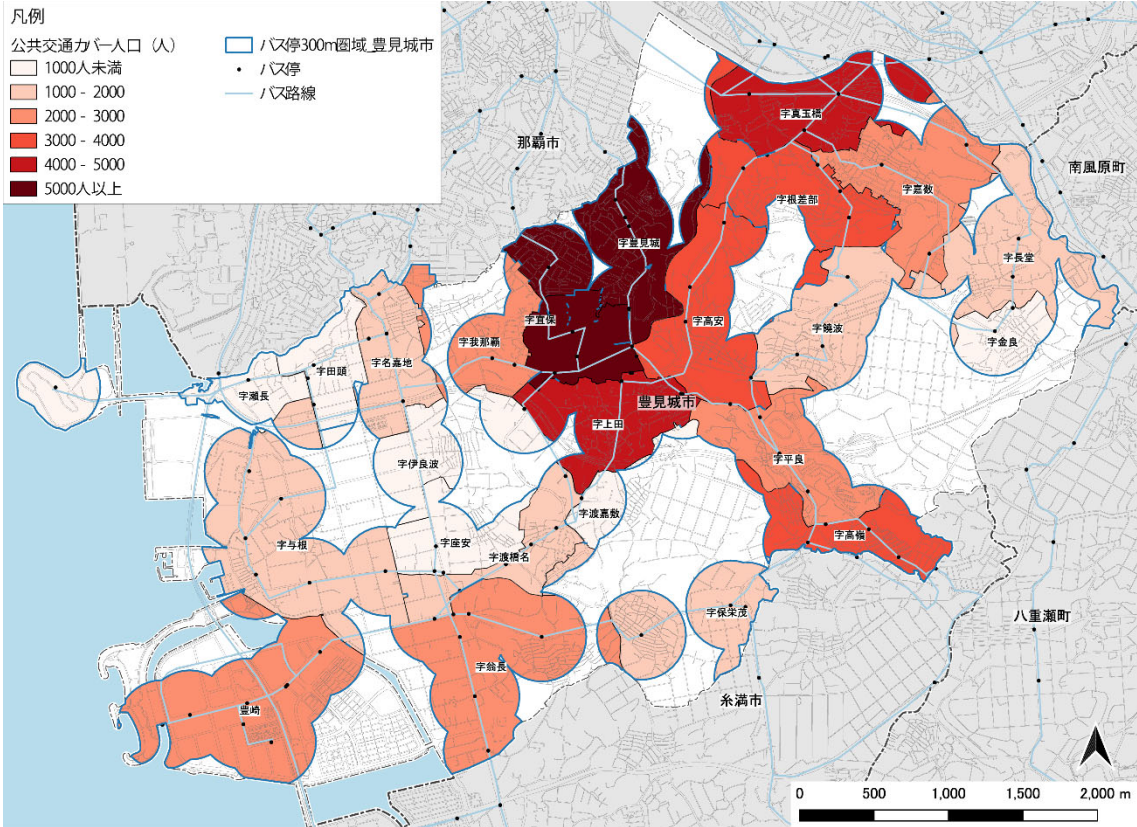 凡例
公共交通カバー人口（人）
1000人未満
1000 - 2000
2000 - 3000
3000 - 4000
4000 - 5000
5000人以上
バス停300m圏域_豊見城市
バス停
バス路線
那覇市
南風原町
字真玉橋
字嘉数
字根差部
字豊見城
字長堂
字宜保
字高安
字饒波
字金良
字我那覇
字名嘉地
字田頭
字瀬長
豊見城市
字上田
字伊良波
字平良
字渡嘉敷
字高嶺
字与根
字座安
字渡橋名
字保栄茂
八重瀬町
字翁長
糸満市
豊崎
0 500 1,000 1,500 2,000 m